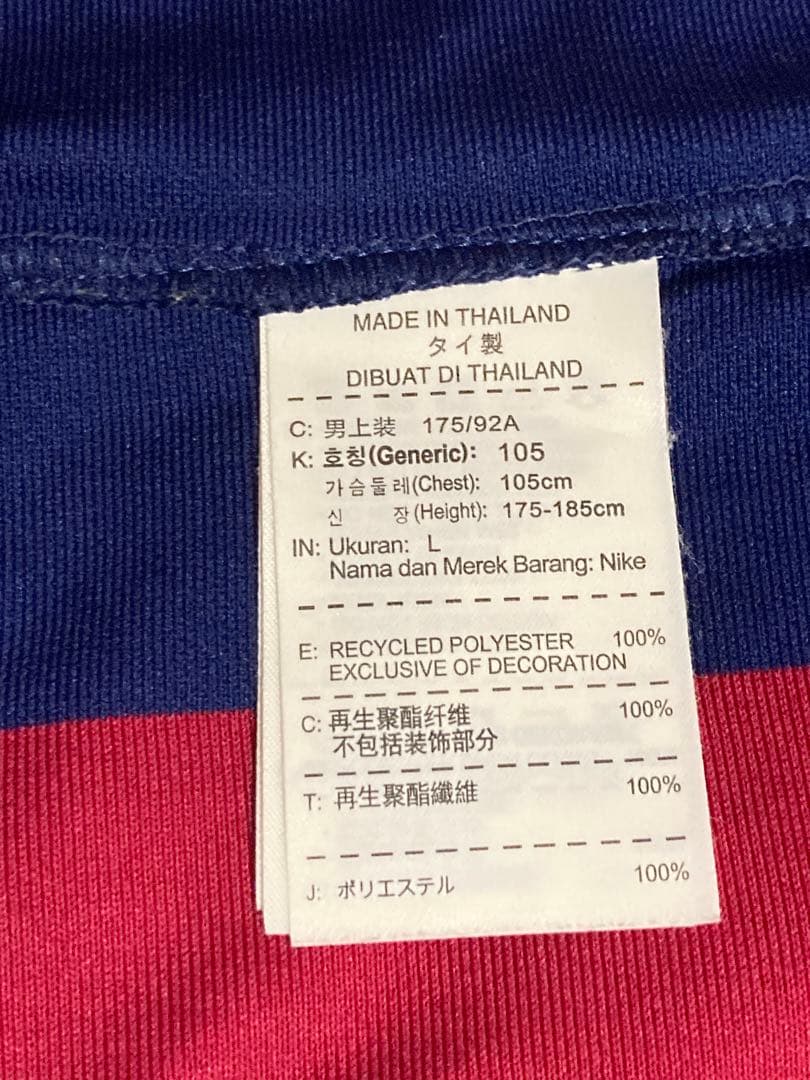 MADE IN THAILAND
タイ製
DIBUAT DI THAILAND
C: 男上装 175/92A
K: 호칭(Generic): 105
가슴둘레(Chest): 105cm
신 장(Height): 175-185cm
IN: Ukuran: L
Nama dan Merek Barang: Nike
E: RECYCLED POLYESTER 100%
EXCLUSIVE OF DECORATION
C: 再生聚酯纤维 100%
不包括装饰部分
T: 再生聚酯纖維 100%
J: ポリエステル 100%